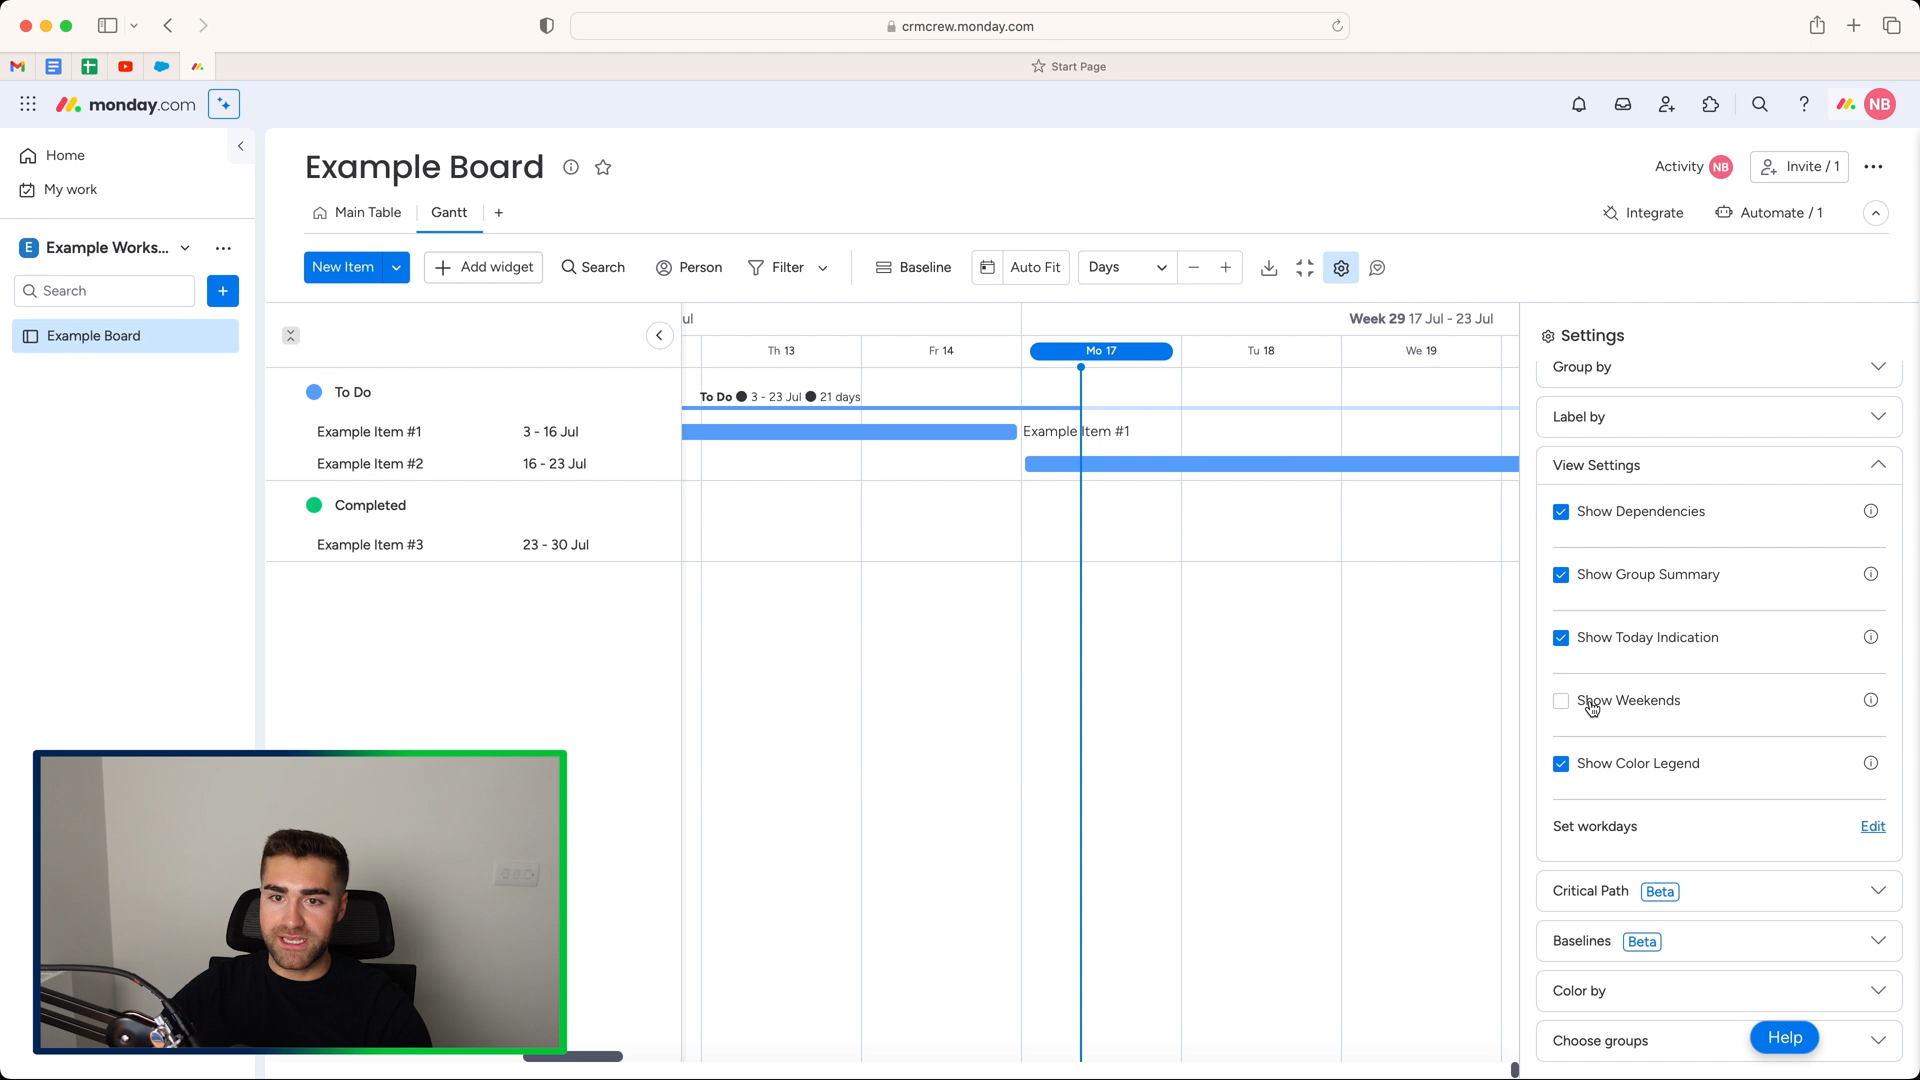 crmcrew.monday.com
Start Page
monday.com
NB
Home
My work
E Example Works...
Search
Example Board
Example Board
Activity NB
Invite / 1
Main Table
Gantt
Integrate
Automate / 1
New Item
Add widget
Search
Person
Filter
Baseline
Auto Fit
Days
ul
Week 29 17 Jul - 23 Jul
Th 13
Fr 14
Mo 17
Tu 18
We 19
To Do
To Do ● 3 - 23 Jul ● 21 days
Example Item #1
3 - 16 Jul
Example Item #1
Example Item #2
16 - 23 Jul
Completed
Example Item #3
23 - 30 Jul
Settings
Group by
Label by
View Settings
Show Dependencies
Show Group Summary
Show Today Indication
Show Weekends
Show Color Legend
Set workdays
Edit
Critical Path Beta
Baselines Beta
Color by
Choose groups
Help